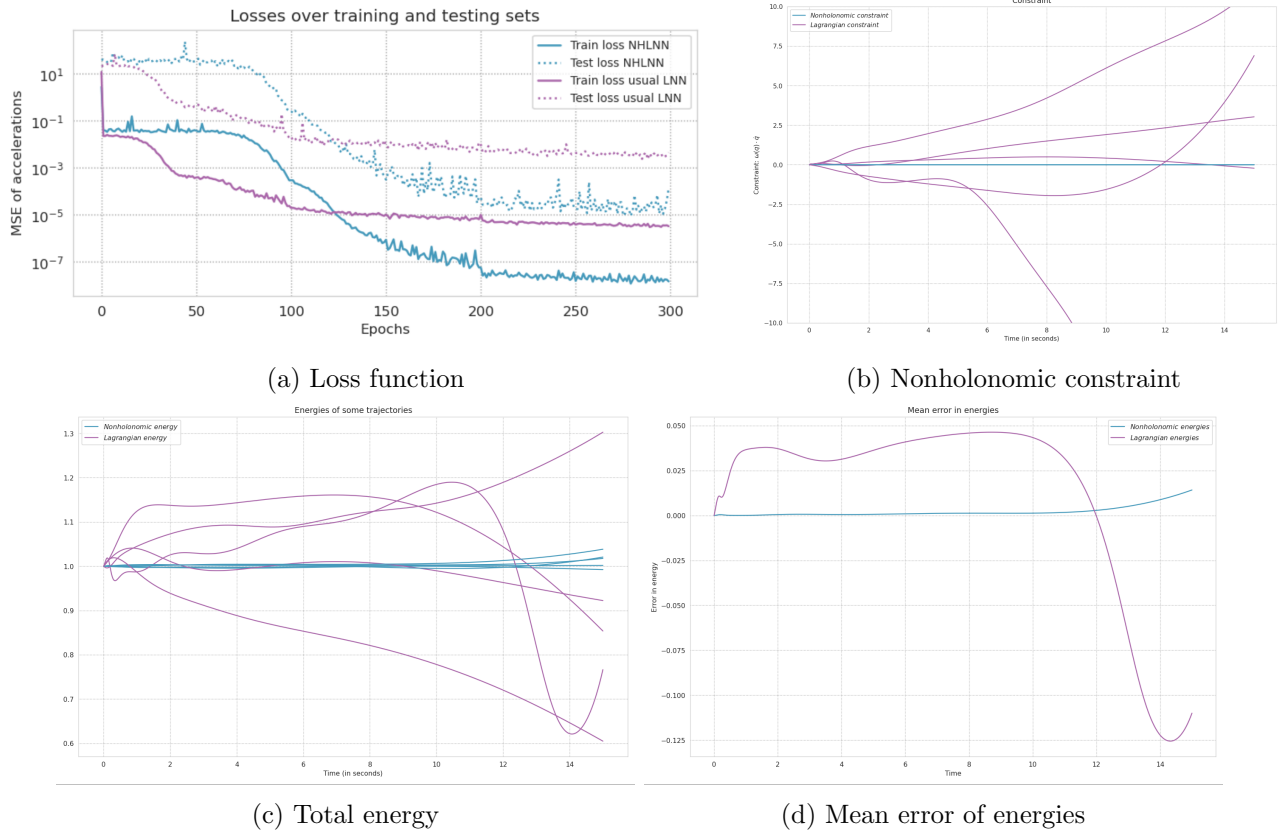 Losses over training and testing sets
Train loss NHLNN
Test loss NHLNN
Train loss usual LNN
Test loss usual LNN
MSE of accelerations
10^1
10^-1
10^-3
10^-5
10^-7
0 50 100 150 200 250 300
Epochs
(a) Loss function
Constraint
Nonholonomic constraint
Lagrangian constraint
Constraint: ω(q)·q̇
10.0
7.5
5.0
2.5
0.0
−2.5
−5.0
−7.5
−10.0
0 2 4 6 8 10 12 14
Time (in seconds)
(b) Nonholonomic constraint
Energies of some trajectories
Nonholonomic energy
Lagrangian energy
1.3
1.2
1.1
1.0
0.9
0.8
0.7
0.6
0 2 4 6 8 10 12 14
Time (in seconds)
(c) Total energy
Mean error in energies
Nonholonomic energies
Lagrangian energies
Error in energy
0.050
0.025
0.000
−0.025
−0.050
−0.075
−0.100
−0.125
0 2 4 6 8 10 12 14
Time
(d) Mean error of energies